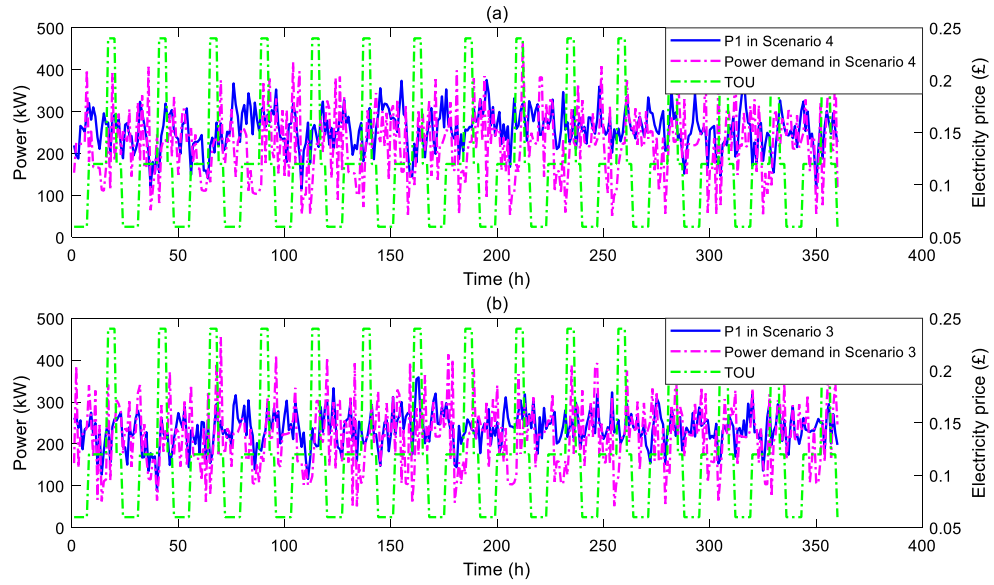 (a)
500
400
300
200
100
0
Power (kW)
0.25
0.2
0.15
0.1
0.05
Electricity price (£)
P1 in Scenario 4
Power demand in Scenario 4
TOU
0 50 100 150 200 250 300 350 400
Time (h)
(b)
500
400
300
200
100
0
Power (kW)
0.25
0.2
0.15
0.1
0.05
Electricity price (£)
P1 in Scenario 3
Power demand in Scenario 3
TOU
0 50 100 150 200 250 300 350 400
Time (h)